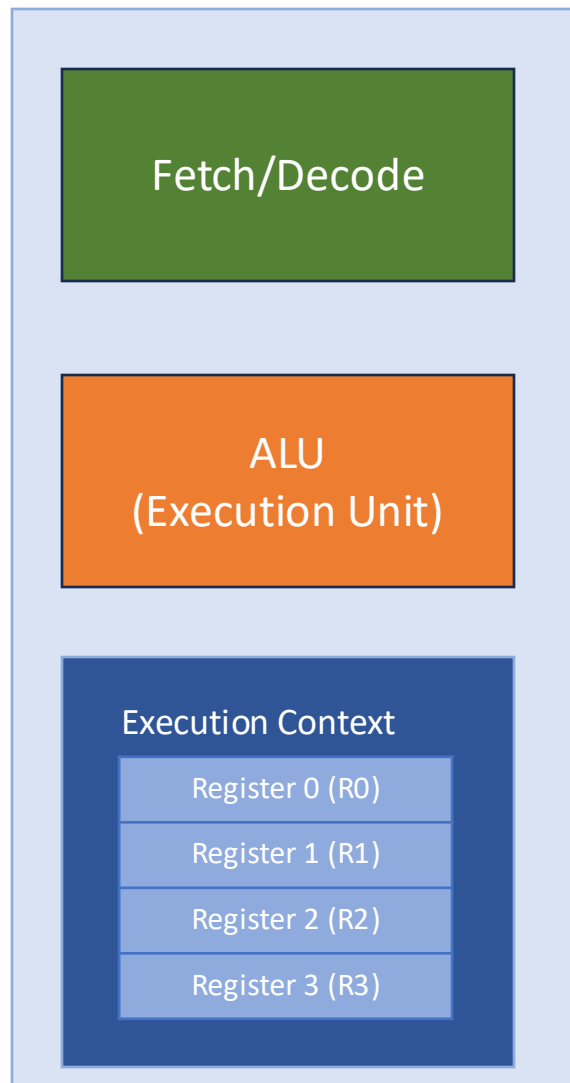 Fetch/Decode
ALU
(Execution Unit)
Execution Context
Register 0 (R0)
Register 1 (R1)
Register 2 (R2)
Register 3 (R3)